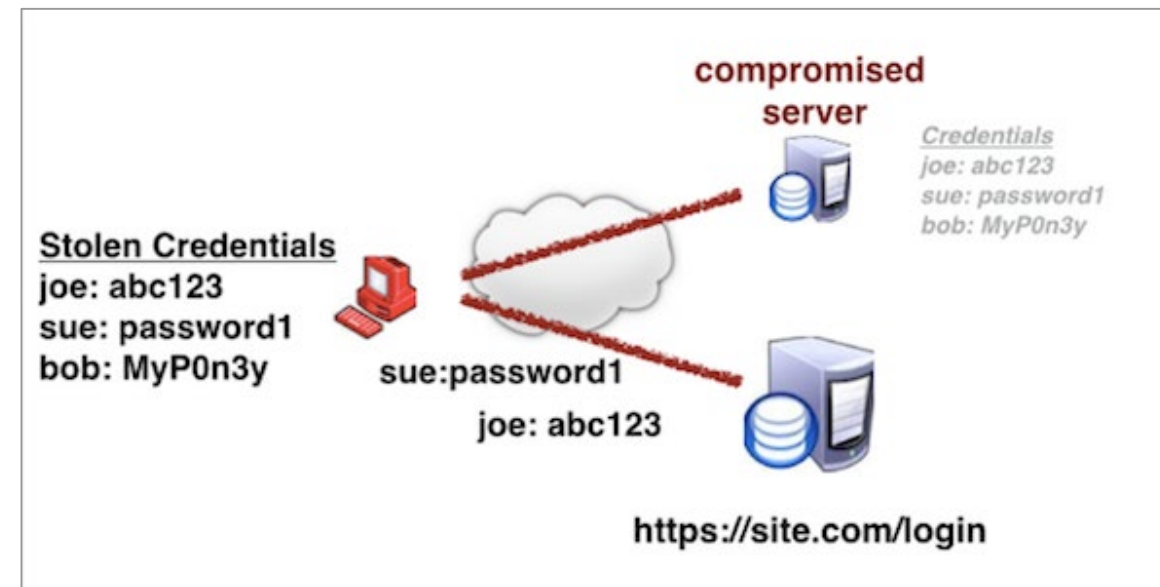 compromised
server
Credentials
joe: abc123
sue: password1
bob: MyP0n3y
Stolen Credentials
joe: abc123
sue: password1
bob: MyP0n3y
sue:password1
joe: abc123
https://site.com/login